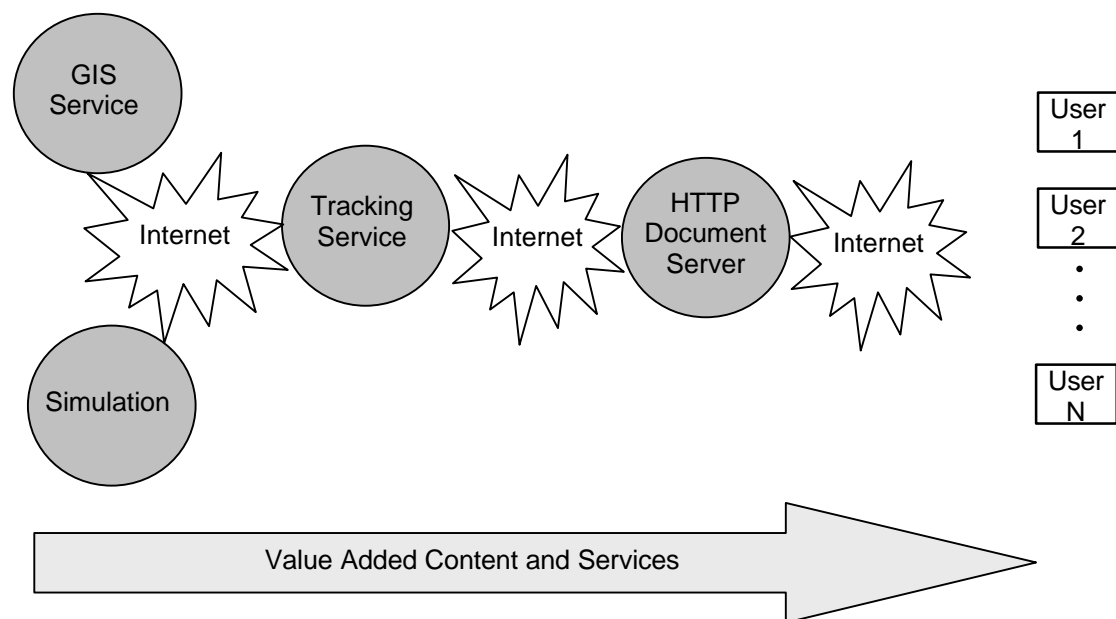 GIS
Service
User
1
Internet
Tracking
Service
Internet
HTTP
Document
Server
Internet
User
2
Simulation
User
N
Value Added Content and Services